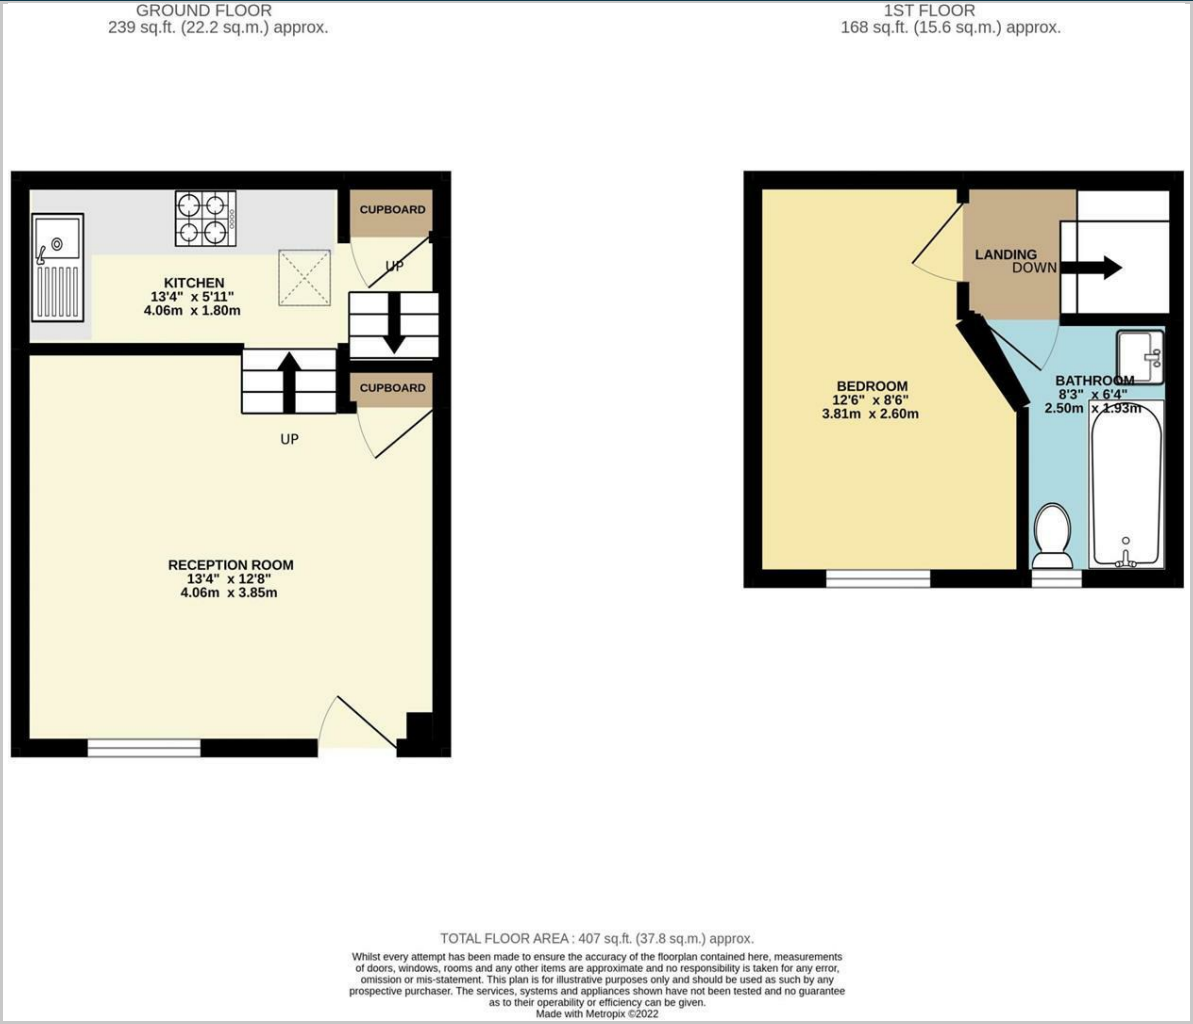 GROUND FLOOR
239 sq.ft. (22.2 sq.m.) approx.
1ST FLOOR
168 sq.ft. (15.6 sq.m.) approx.
CUPBOARD
UP
KITCHEN
13'4" x 5'11"
4.06m x 1.80m
CUPBOARD
UP
RECEPTION ROOM
13'4" x 12'8"
4.06m x 3.85m
LANDING
DOWN
BEDROOM
12'6" x 8'6"
3.81m x 2.60m
BATHROOM
8'3" x 6'4"
2.50m x 1.93m
TOTAL FLOOR AREA : 407 sq.ft. (37.8 sq.m.) approx.
Whilst every attempt has been made to ensure the accuracy of the floorplan contained here, measurements
of doors, windows, rooms and any other items are approximate and no responsibility is taken for any error,
omission or mis-statement. This plan is for illustrative purposes only and should be used as such by any
prospective purchaser. The services, systems and appliances shown have not been tested and no guarantee
as to their operability or efficiency can be given.
Made with Metropix ©2022